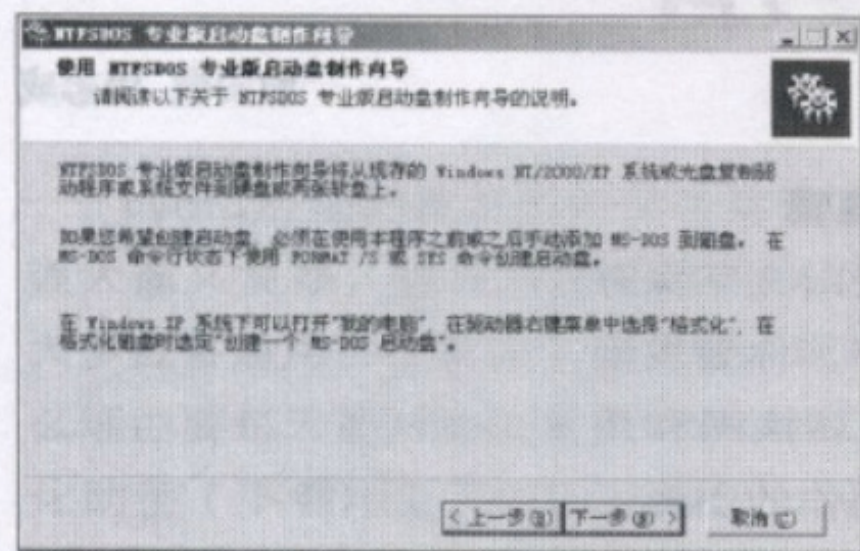 NTFSDOS 专业版启动盘制作向导
使用 NTFSDOS 专业版启动盘制作向导
请阅读以下关于 NTFSDOS 专业版启动盘制作向导的说明。
NTFSDOS 专业版启动盘制作向导将从现存的 Windows NT/2000/XP 系统或光盘复制驱
动程序或系统文件到硬盘或两张软盘上。
如果您希望创建启动盘，必须在使用本程序之前或之后手动添加 MS-DOS 到磁盘。 在
MS-DOS 命令行状态下使用 FORMAT /S 或 SYS 命令创建启动盘。
在 Windows XP 系统下可以打开“我的电脑”，在驱动器右键菜单中选择“格式化”，在
格式化磁盘时选定“创建一个 MS-DOS 启动盘”。
< 上一步(B) 下一步(N) > 取消(C)